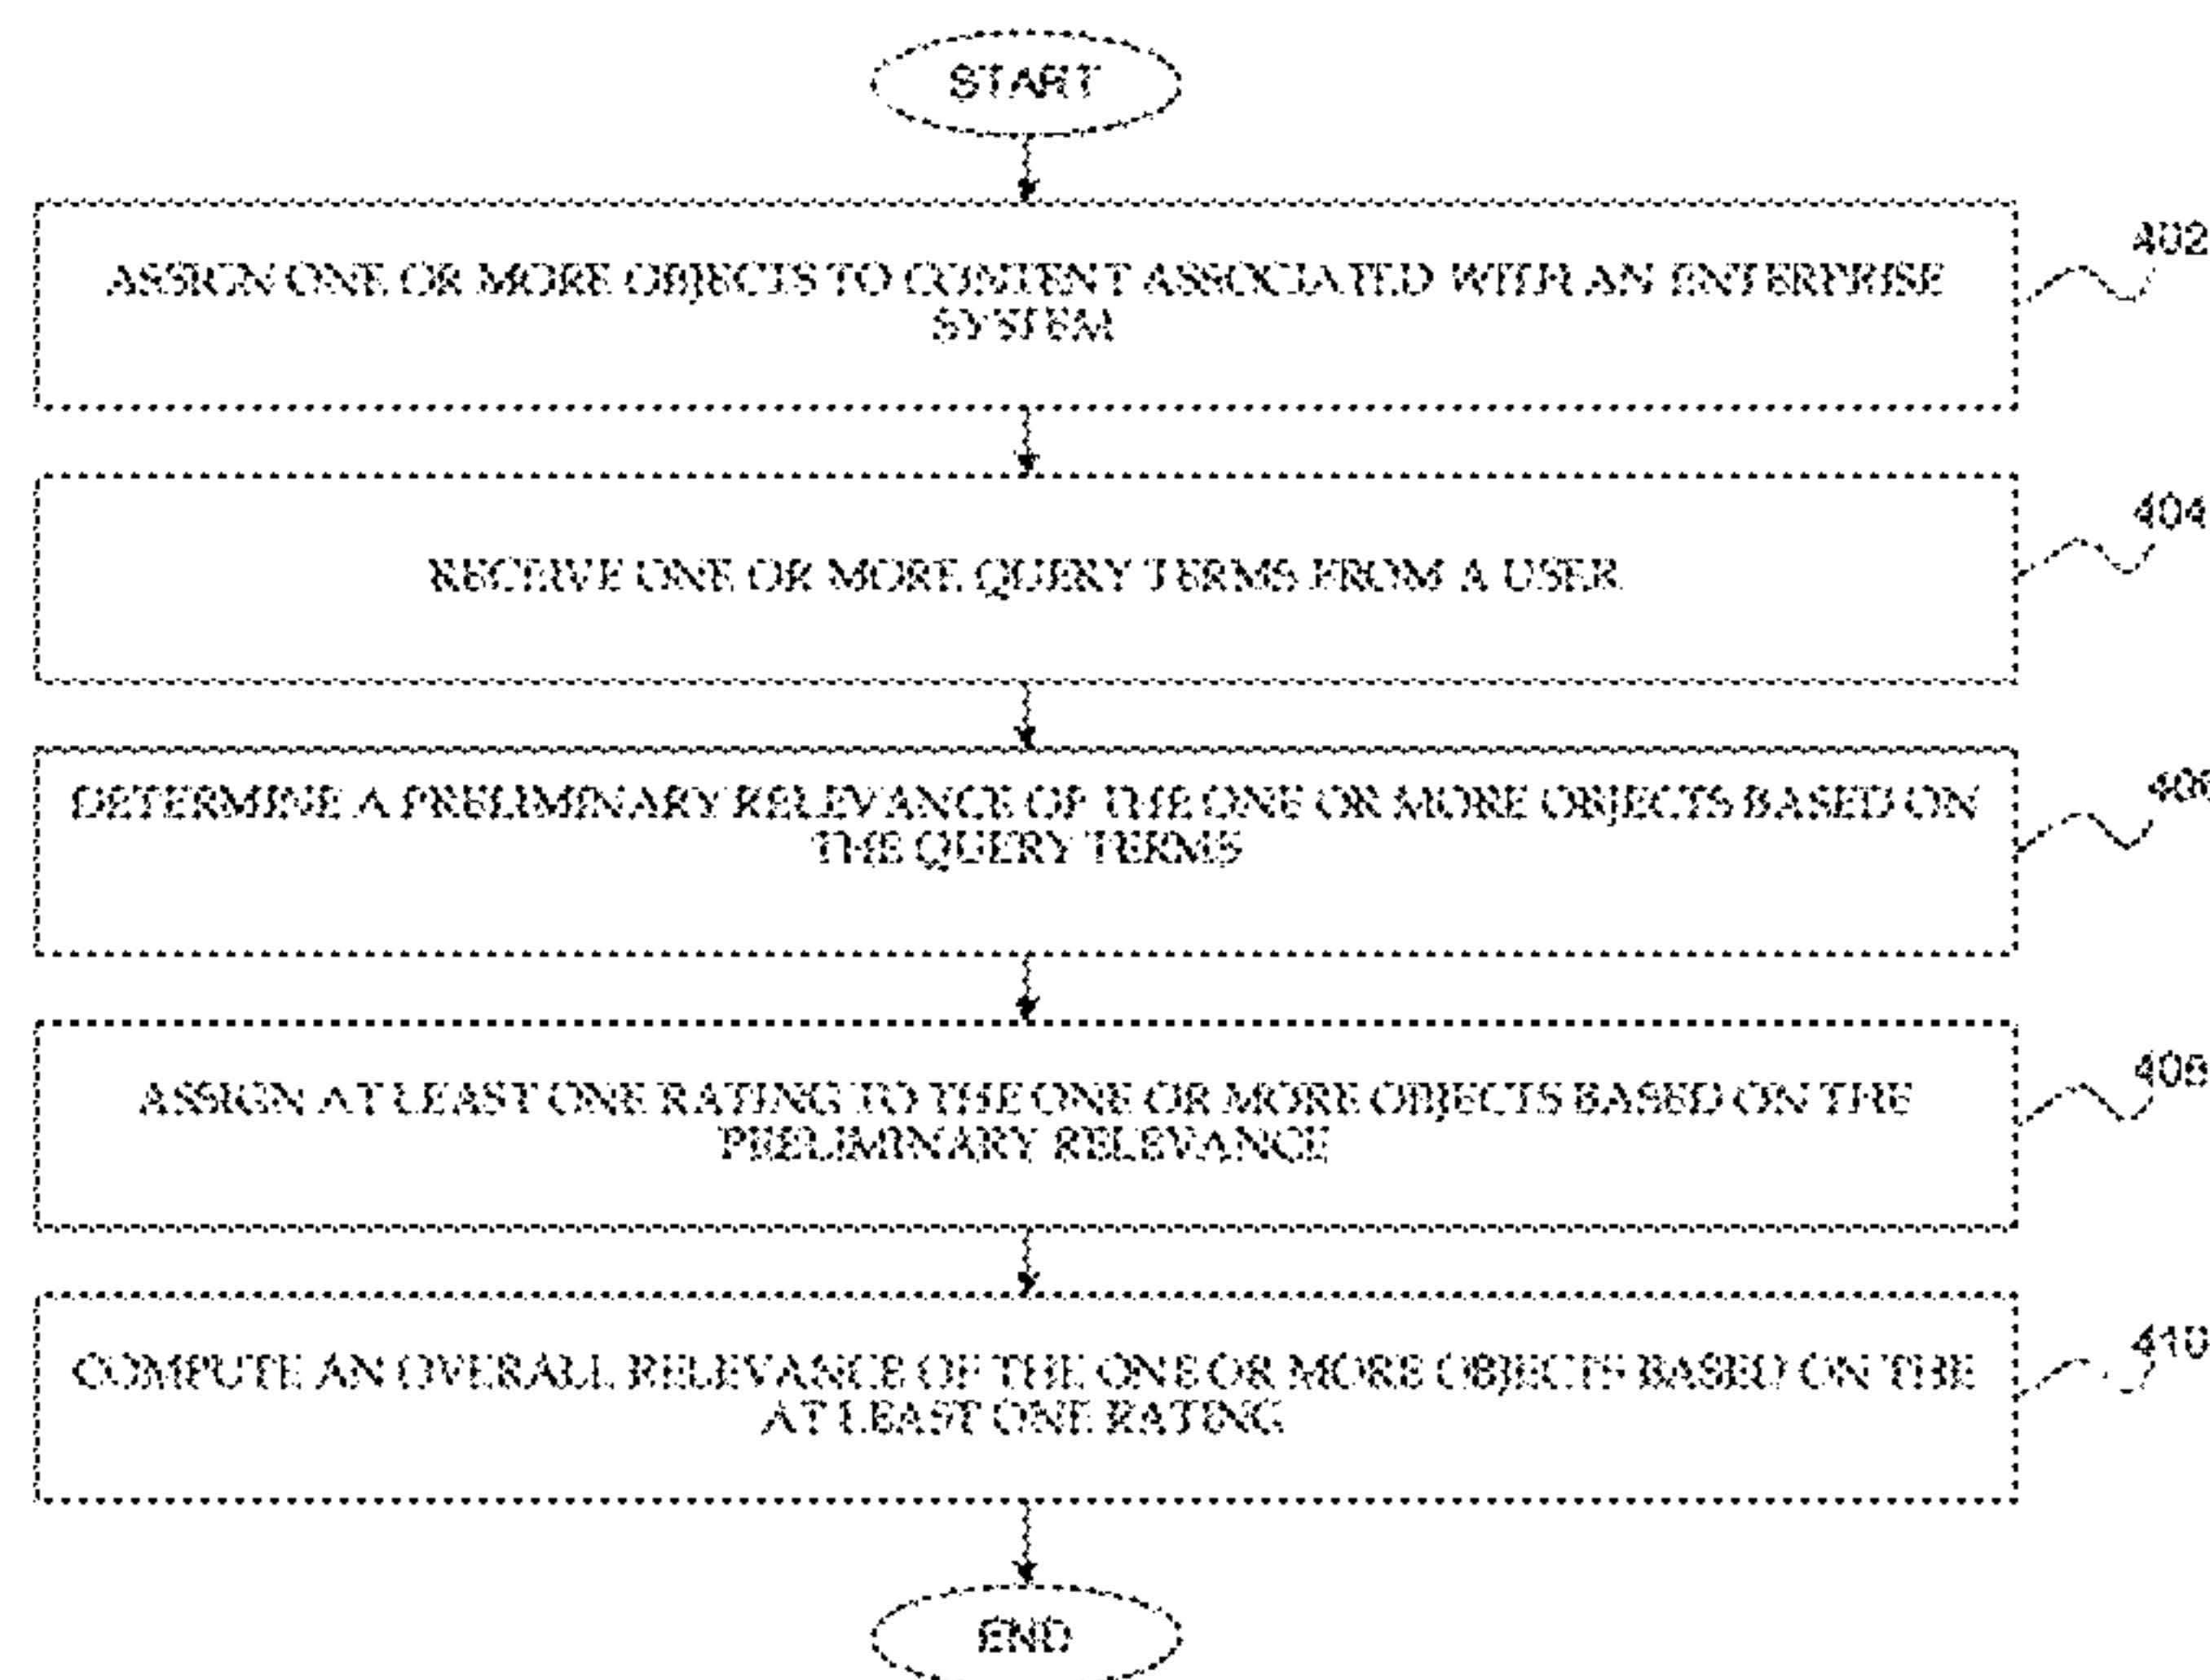 START
ASSIGN ONE OR MORE OBJECTS TO CONTENT ASSOCIATED WITH AN ENTERPRISE
SYSTEM
402
RECEIVE ONE OR MORE QUERY TERMS FROM A USER
404
DETERMINE A PRELIMINARY RELEVANCE OF THE ONE OR MORE OBJECTS BASED ON
THE QUERY TERMS
406
ASSIGN AT LEAST ONE RATING TO THE ONE OR MORE OBJECTS BASED ON THE
PRELIMINARY RELEVANCE
408
COMPUTE AN OVERALL RELEVANCE OF THE ONE OR MORE OBJECTS BASED ON THE
AT LEAST ONE RATING
410
END